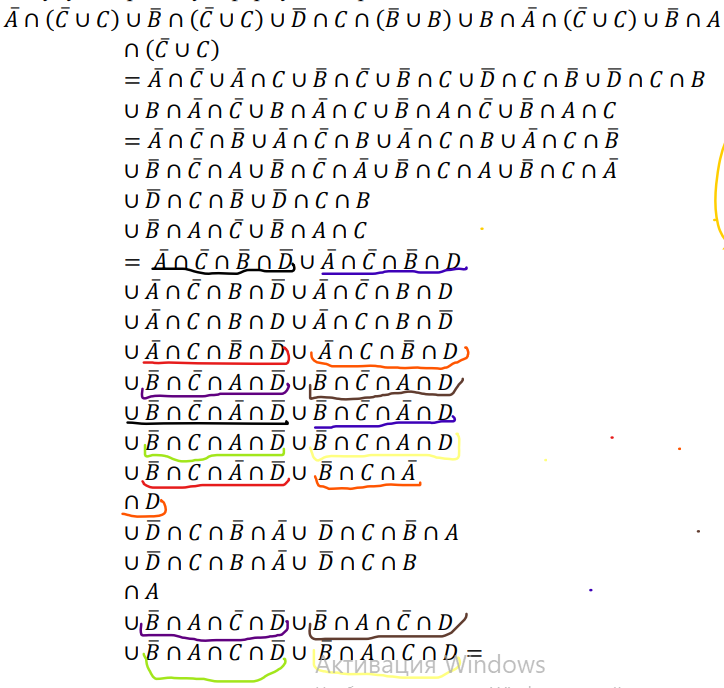 Ā ∩ (C̄ ∪ C) ∪ B̄ ∩ (C̄ ∪ C) ∪ D̄ ∩ C ∩ (B̄ ∪ B) ∪ B ∩ Ā ∩ (C̄ ∪ C) ∪ B̄ ∩ A
∩ (C̄ ∪ C)
= Ā ∩ C̄ ∪ Ā ∩ C ∪ B̄ ∩ C̄ ∪ B̄ ∩ C ∪ D̄ ∩ C ∩ B̄ ∪ D̄ ∩ C ∩ B
∪ B ∩ Ā ∩ C̄ ∪ B ∩ Ā ∩ C ∪ B̄ ∩ A ∩ C̄ ∪ B̄ ∩ A ∩ C
= Ā ∩ C̄ ∩ B̄ ∪ Ā ∩ C̄ ∩ B ∪ Ā ∩ C ∩ B ∪ Ā ∩ C ∩ B̄
∪ B̄ ∩ C̄ ∩ A ∪ B̄ ∩ C̄ ∩ Ā ∪ B̄ ∩ C ∩ A ∪ B̄ ∩ C ∩ Ā
∪ D̄ ∩ C ∩ B̄ ∪ D̄ ∩ C ∩ B
∪ B̄ ∩ A ∩ C̄ ∪ B̄ ∩ A ∩ C
= Ā ∩ C̄ ∩ B̄ ∩ D̄ ∪ Ā ∩ C̄ ∩ B̄ ∩ D
∪ Ā ∩ C̄ ∩ B ∩ D̄ ∪ Ā ∩ C̄ ∩ B ∩ D
∪ Ā ∩ C ∩ B ∩ D ∪ Ā ∩ C ∩ B ∩ D̄
∪ Ā ∩ C ∩ B̄ ∩ D̄ ∪ Ā ∩ C ∩ B̄ ∩ D
∪ B̄ ∩ C̄ ∩ A ∩ D̄ ∪ B̄ ∩ C̄ ∩ A ∩ D
∪ B̄ ∩ C̄ ∩ Ā ∩ D̄ ∪ B̄ ∩ C̄ ∩ Ā ∩ D
∪ B̄ ∩ C ∩ A ∩ D̄ ∪ B̄ ∩ C ∩ A ∩ D
∪ B̄ ∩ C ∩ Ā ∩ D̄ ∪ B̄ ∩ C ∩ Ā
∩ D
∪ D̄ ∩ C ∩ B̄ ∩ Ā ∪ D̄ ∩ C ∩ B̄ ∩ A
∪ D̄ ∩ C ∩ B ∩ Ā ∪ D̄ ∩ C ∩ B
∩ A
∪ B̄ ∩ A ∩ C̄ ∩ D̄ ∪ B̄ ∩ A ∩ C̄ ∩ D
∪ B̄ ∩ A ∩ C ∩ D̄ ∪ B̄ ∩ A ∩ C ∩ D =
Активация Windows